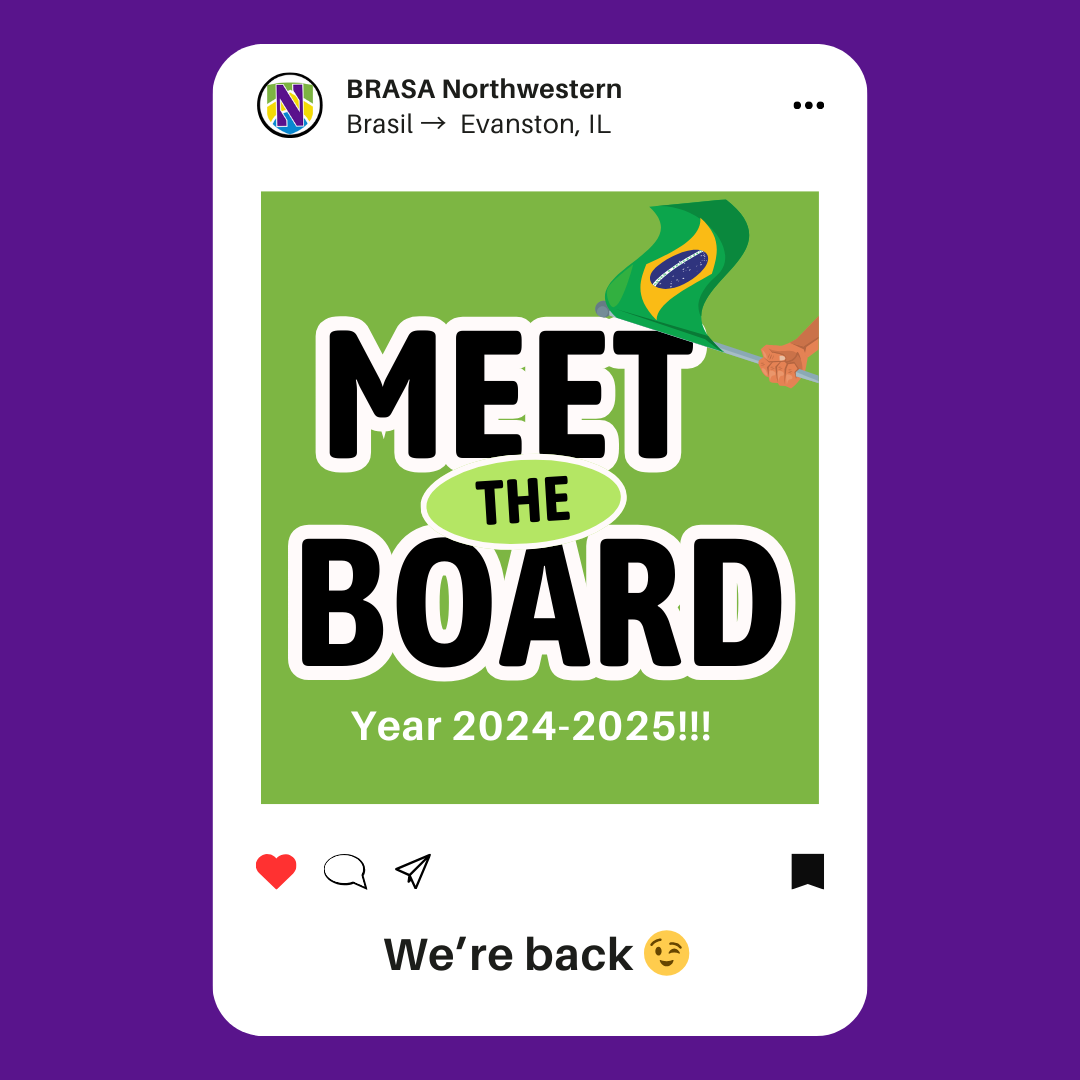 N
BRASA Northwestern
Brasil → Evanston, IL
MEET
THE
BOARD
Year 2024-2025!!!
We’re back 😉